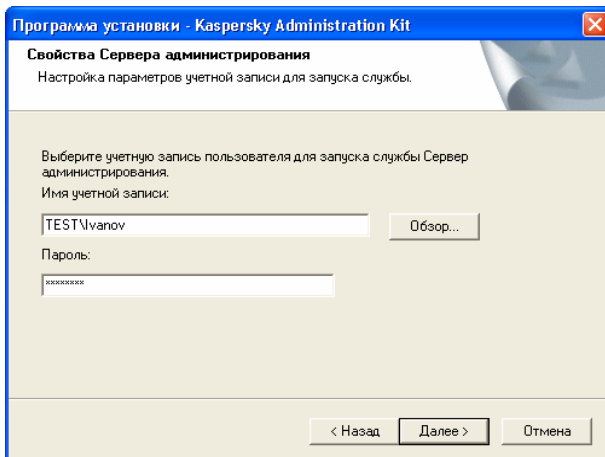 Программа установки - Kaspersky Administration Kit
Свойства Сервера администрирования
Настройка параметров учетной записи для запуска службы.
Выберите учетную запись пользователя для запуска службы Сервер
администрирования.
Имя учетной записи:
TEST\Ivanov
Обзор...
Пароль:
xxxxxxxx
< Назад
Далее >
Отмена